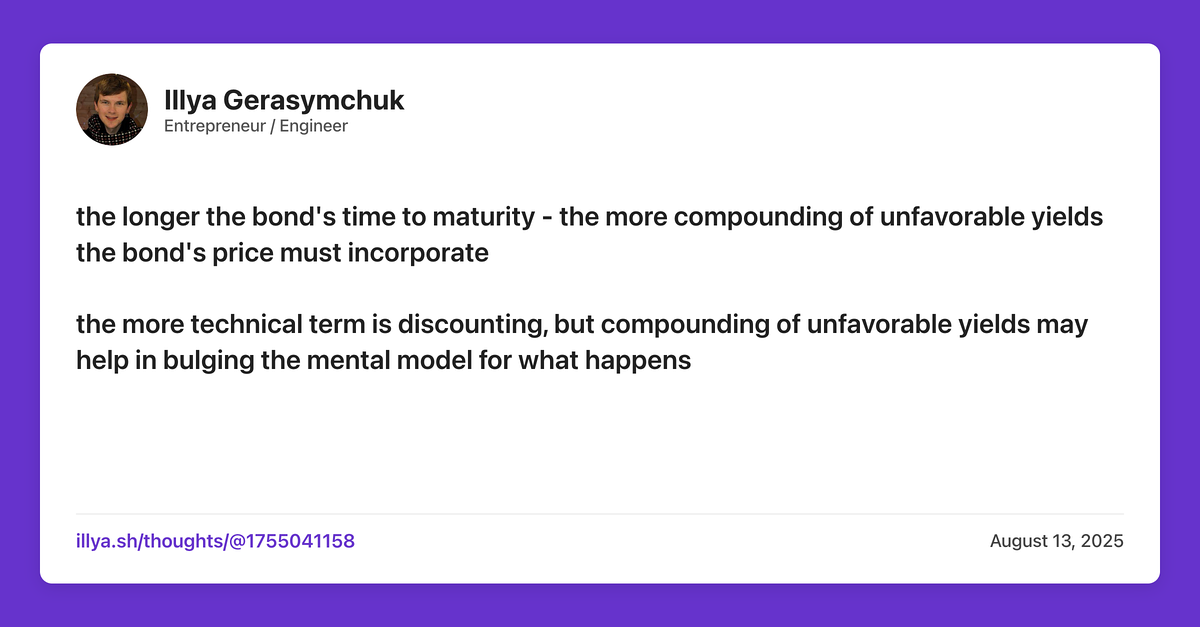 Illya Gerasymchuk
Entrepreneur / Engineer
the longer the bond's time to maturity - the more compounding of unfavorable yields
the bond's price must incorporate
the more technical term is discounting, but compounding of unfavorable yields may
help in bulging the mental model for what happens
illya.sh/thoughts/@1755041158
August 13, 2025